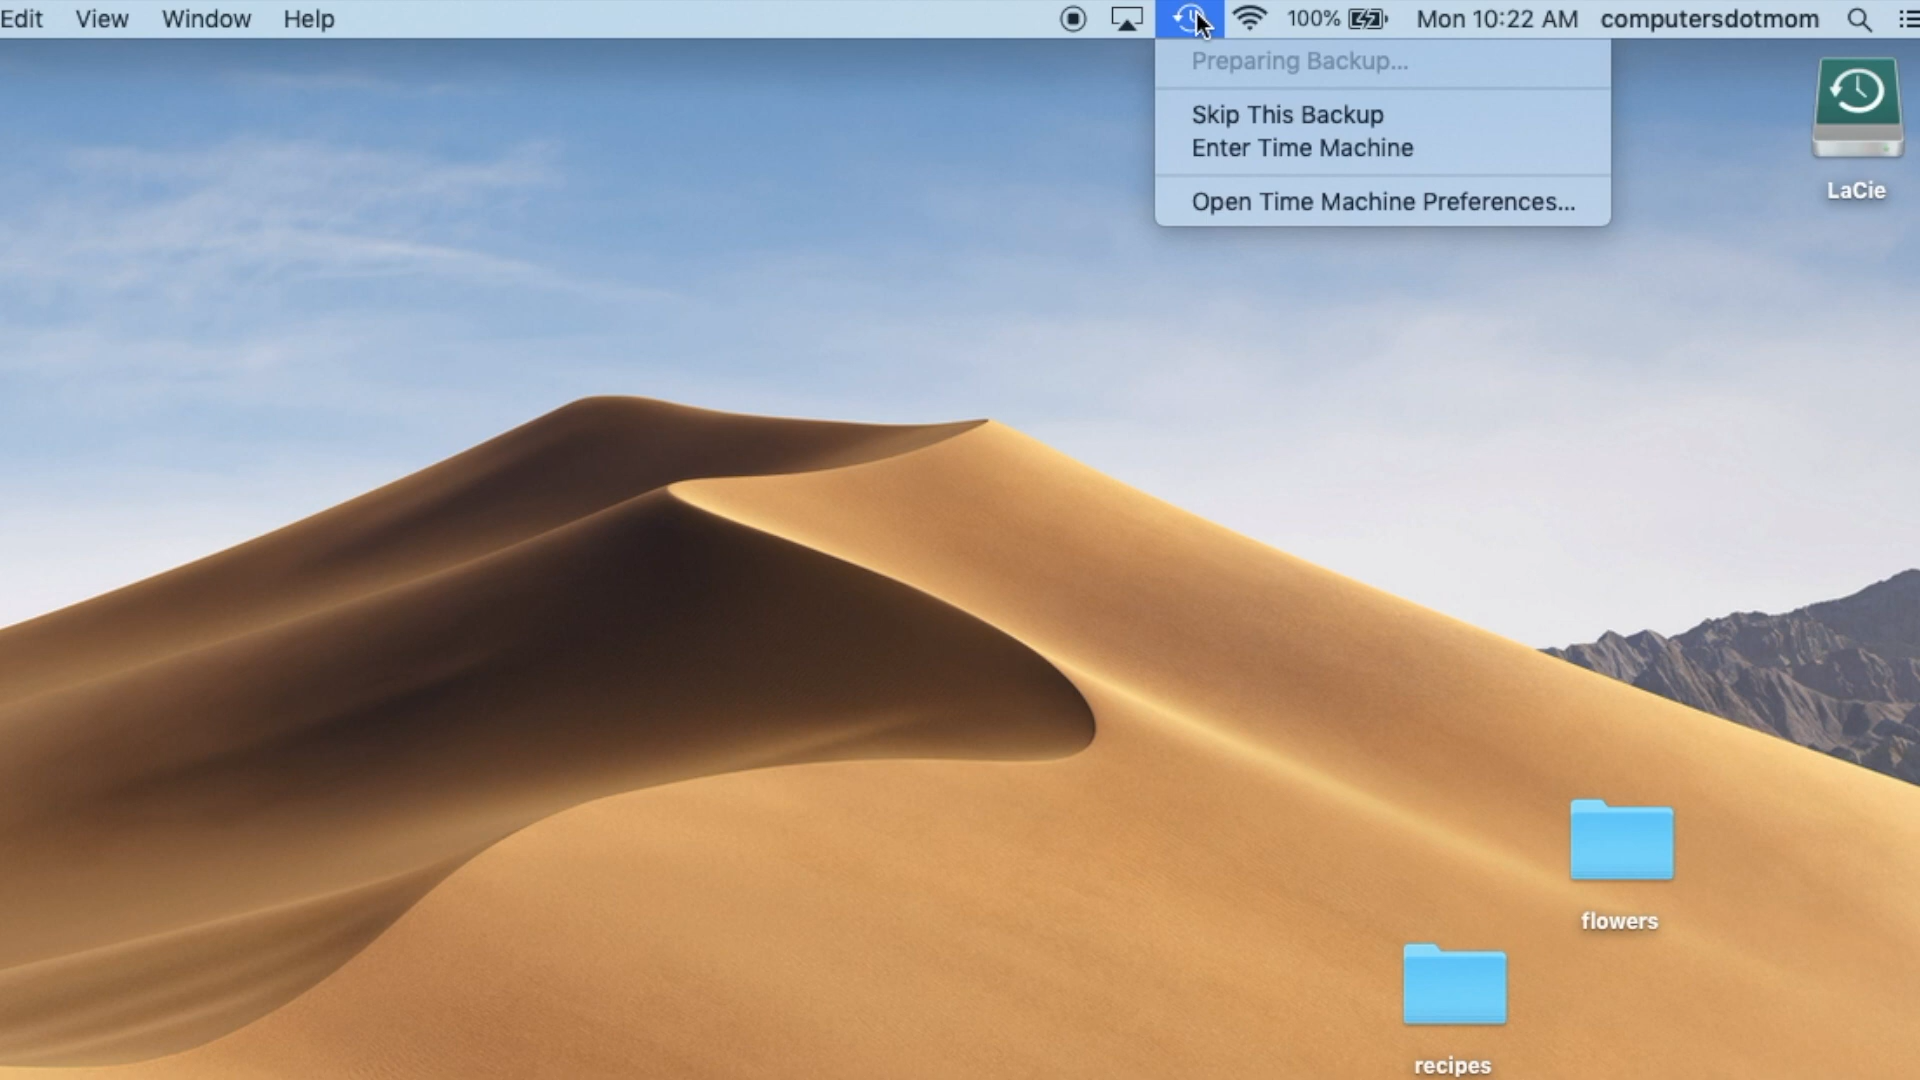 Edit View Window Help 100% Mon 10:22 AM computersdotmom
Preparing Backup...
Skip This Backup
Enter Time Machine
Open Time Machine Preferences...
LaCie
flowers
recipes